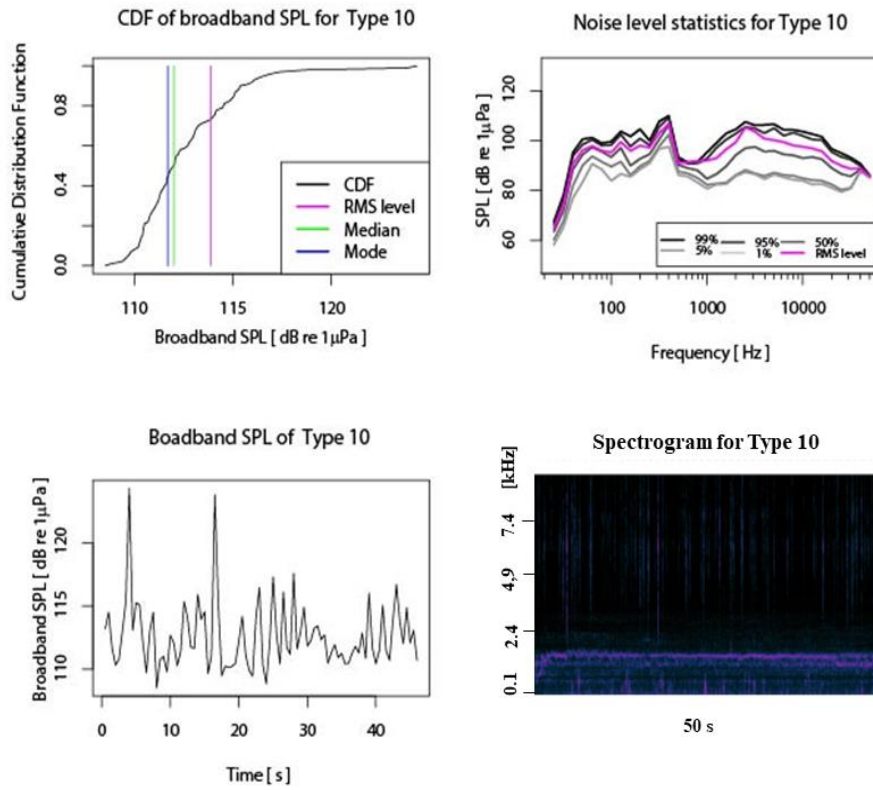 CDF of broadband SPL for Type 10
Cumulative Distribution Function
0.8
0.4
0.0
CDF
RMS level
Median
Mode
110
115
120
Broadband SPL [ dB re 1µPa ]
Noise level statistics for Type 10
SPL [ dB re 1µPa ]
120
100
80
60
99%
95%
50%
5%
1%
RMS level
100
1000
10000
Frequency [ Hz ]
Boadband SPL of Type 10
Broadband SPL [ dB re 1µPa ]
120
115
110
0
10
20
30
40
Time [ s ]
Spectrogram for Type 10
[kHz]
7.4
4,9
2.4
0.1
50 s